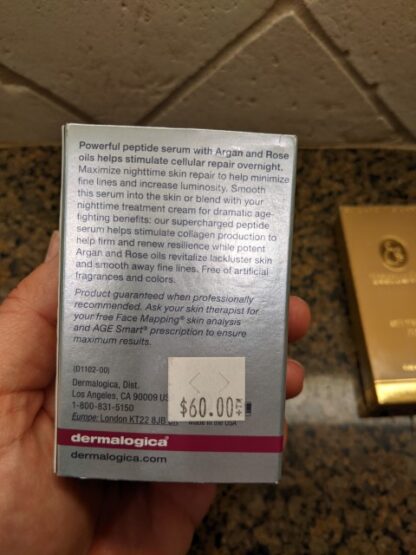 Powerful peptide serum with Argan and Rose
oils helps stimulate cellular repair overnight.
Maximize nighttime skin repair to help minimize
fine lines and increase luminosity. Smooth
this serum into the skin or blend with your
nighttime treatment cream for dramatic age-
fighting benefits: our supercharged peptide
serum helps stimulate collagen production to
help firm and renew resilience while potent
Argan and Rose oils revitalize lackluster skin
and smooth away fine lines. Free of artificial
fragrances and colors.
Product guaranteed when professionally
recommended. Ask your skin therapist for
your free Face Mapping® skin analysis
and AGE Smart® prescription to ensure
maximum results.
(D1102-00)
Dermalogica, Dist.
Los Angeles, CA 90009 US
1-800-831-5150
Europe: London KT22 8JB
Made in the USA
$60.00
dermalogica®
dermalogica.com